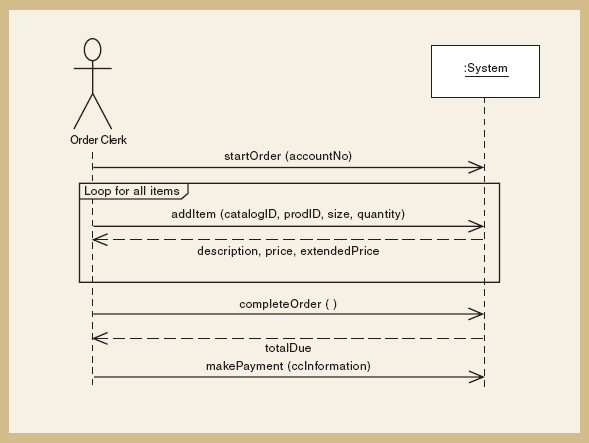 :System
Order Clerk
startOrder (accountNo)
Loop for all items
addItem (catalogID, prodID, size, quantity)
description, price, extendedPrice
completeOrder ( )
totalDue
makePayment (ccInformation)